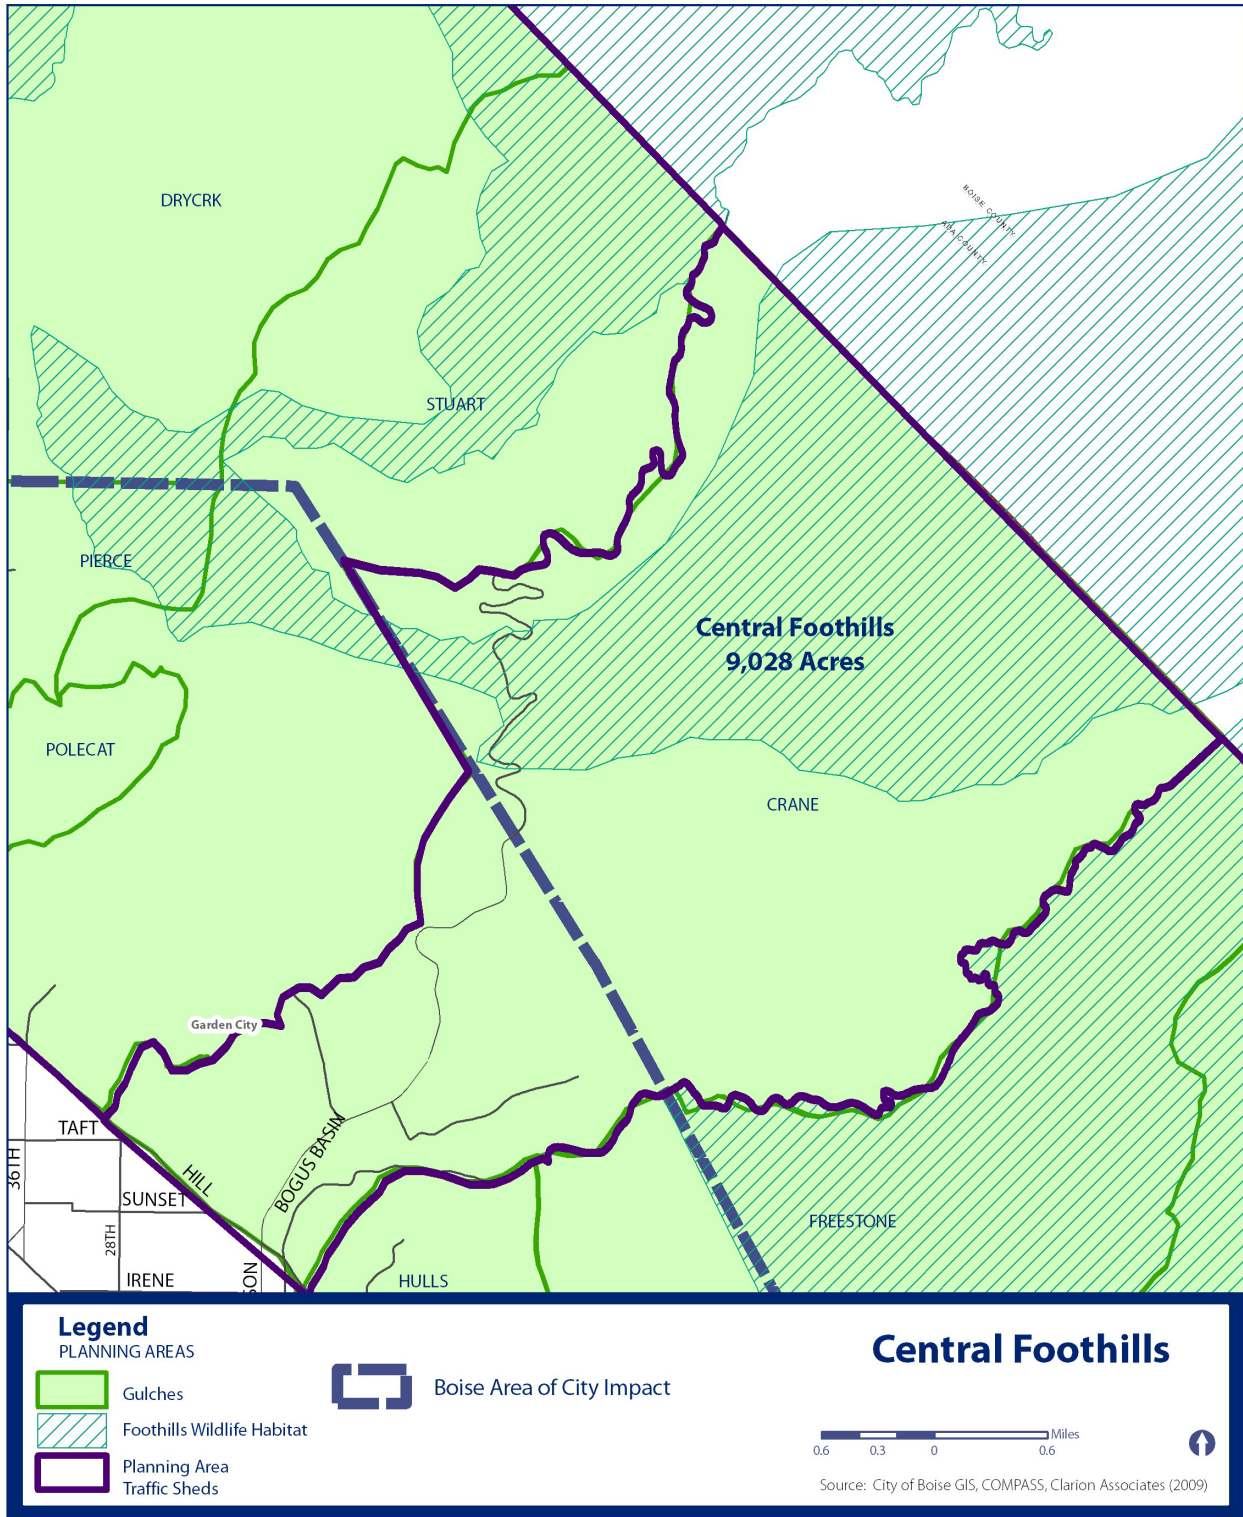 DRYCRK
BOISE COUNTY
ADA COUNTY
STUART
PIERCE
Central Foothills
9,028 Acres
POLECAT
CRANE
Garden City
TAFT
36TH
HILL
BOGUS BASIN
SUNSET
28TH
FREESTONE
IRENE
SON
HULLS
Legend
PLANNING AREAS
Gulches
Foothills Wildlife Habitat
Planning Area
Traffic Sheds
Boise Area of City Impact
Central Foothills
Miles
0.6 0.3 0 0.6
Source: City of Boise GIS, COMPASS, Clarion Associates (2009)